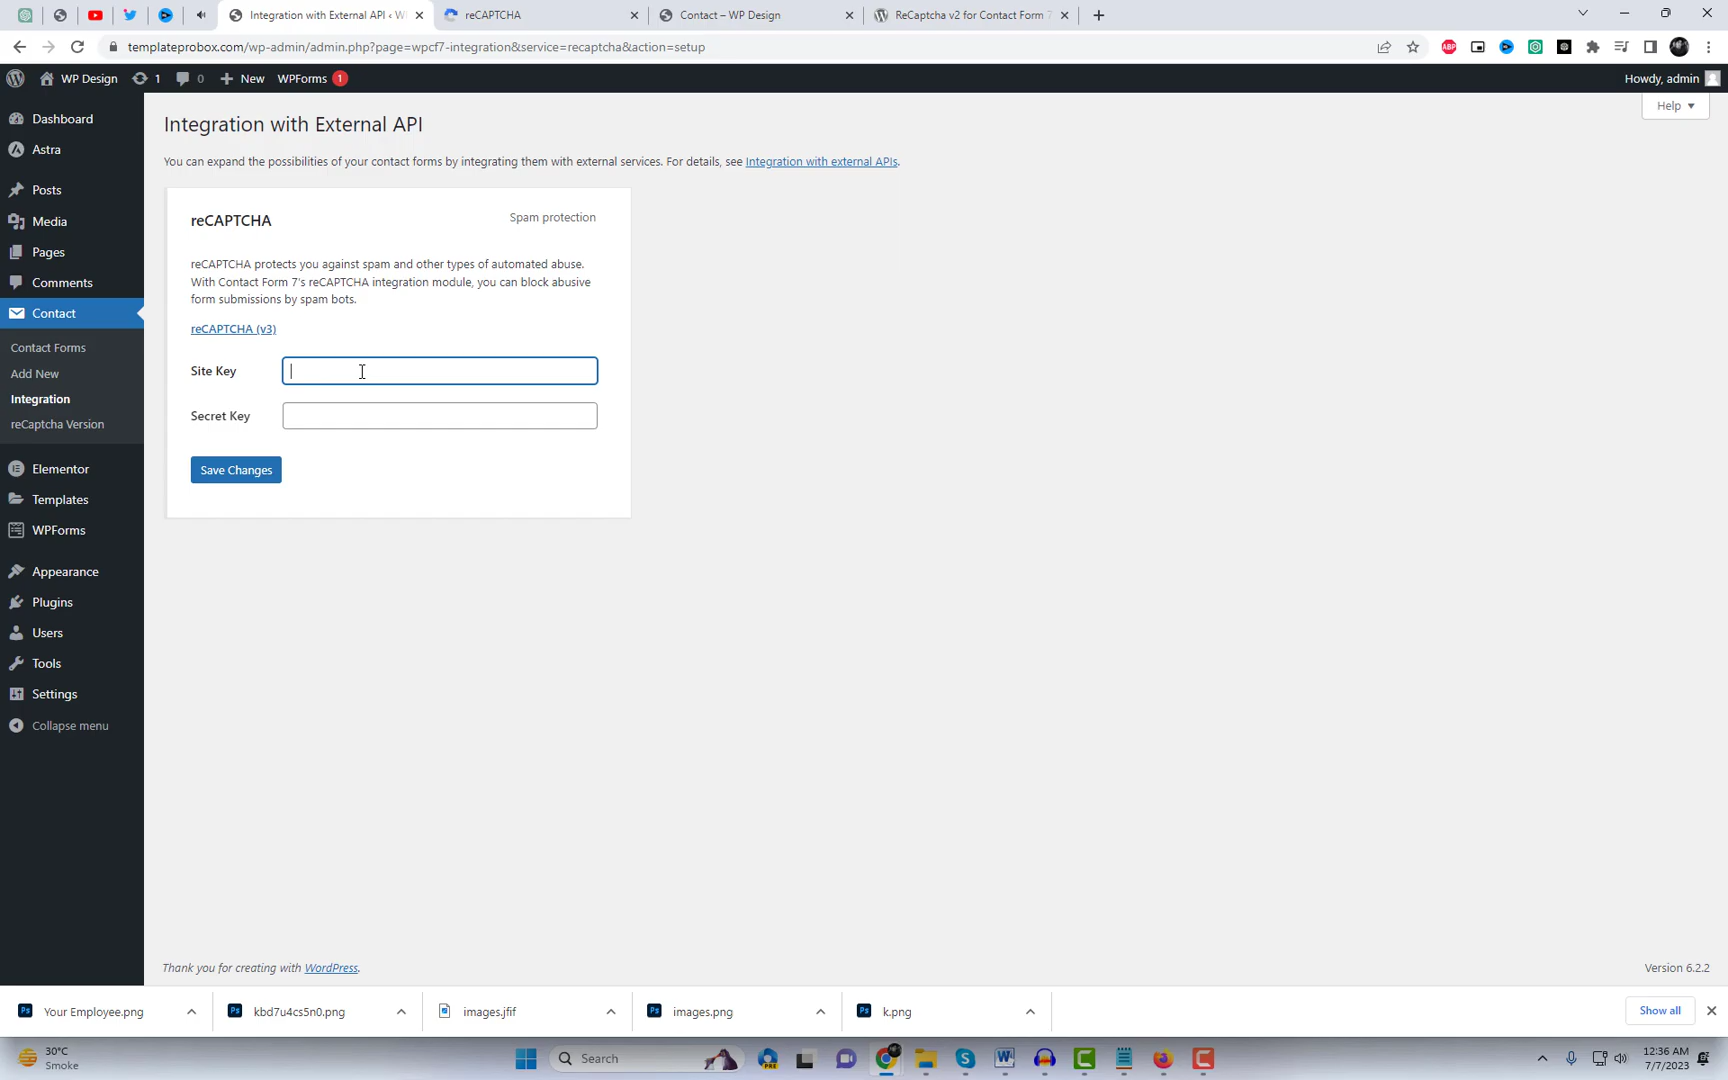 Integration with External API ‹ W
reCAPTCHA
Contact – WP Design
ReCaptcha v2 for Contact Form 7
templateprobox.com/wp-admin/admin.php?page=wpcf7-integration&service=recaptcha&action=setup
ABP
WP Design
1
0
New
WPForms
1
Howdy, admin
Help
Dashboard
Astra
Posts
Media
Pages
Comments
Contact
Contact Forms
Add New
Integration
reCaptcha Version
Elementor
Templates
WPForms
Appearance
Plugins
Users
Tools
Settings
Collapse menu
Integration with External API
You can expand the possibilities of your contact forms by integrating them with external services. For details, see Integration with external APIs.
reCAPTCHA
Spam protection
reCAPTCHA protects you against spam and other types of automated abuse.
With Contact Form 7's reCAPTCHA integration module, you can block abusive
form submissions by spam bots.
reCAPTCHA (v3)
Site Key
Secret Key
Save Changes
Thank you for creating with WordPress.
Version 6.2.2
Ps
Your Employee.png
Ps
kbd7u4cs5n0.png
images.jfif
Ps
images.png
Ps
k.png
Show all
30°C
Smoke
Search
PRE
12:36 AM
7/7/2023